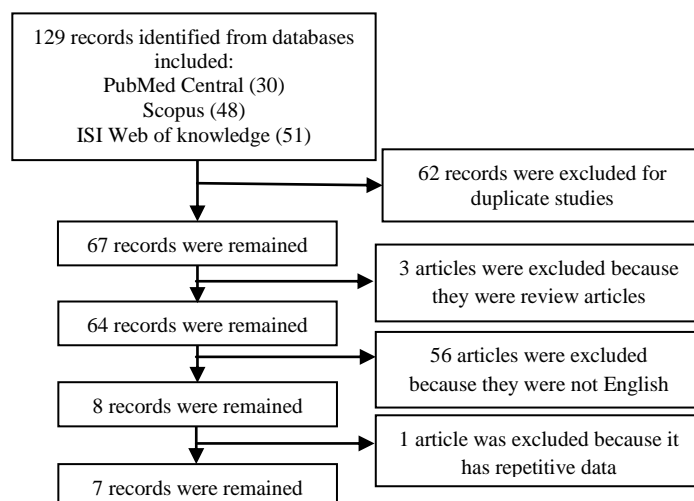 129 records identified from databases
included:
PubMed Central (30)
Scopus (48)
ISI Web of knowledge (51)
62 records were excluded for
duplicate studies
67 records were remained
3 articles were excluded because
they were review articles
64 records were remained
56 articles were excluded
because they were not English
8 records were remained
1 article was excluded because it
has repetitive data
7 records were remained